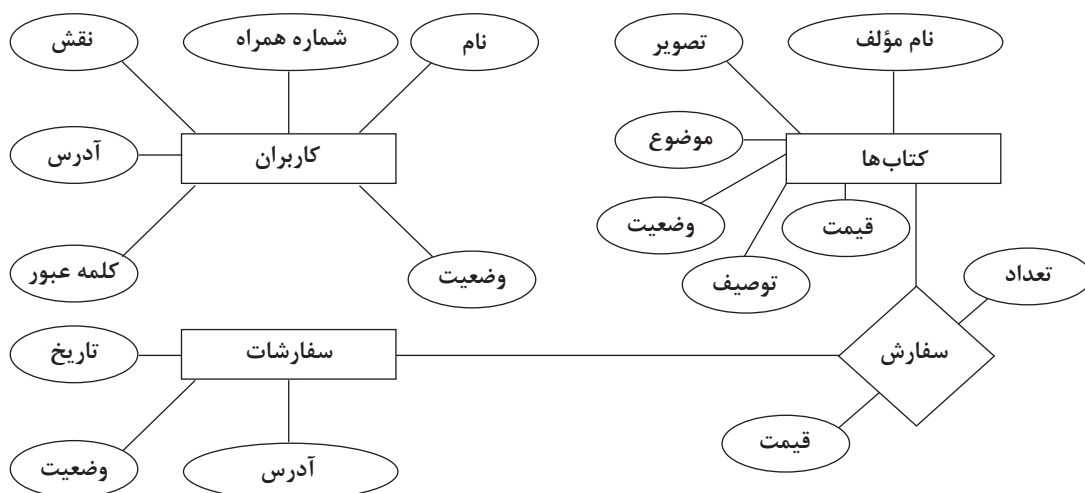 نام مؤلف
تصویر
نام
شماره همراه
نقش
موضوع
کتاب‌ها
کاربران
آدرس
قیمت
وضعیت
توصیف
وضعیت
کلمه عبور
تعداد
سفارش
سفارشات
تاریخ
قیمت
آدرس
وضعیت